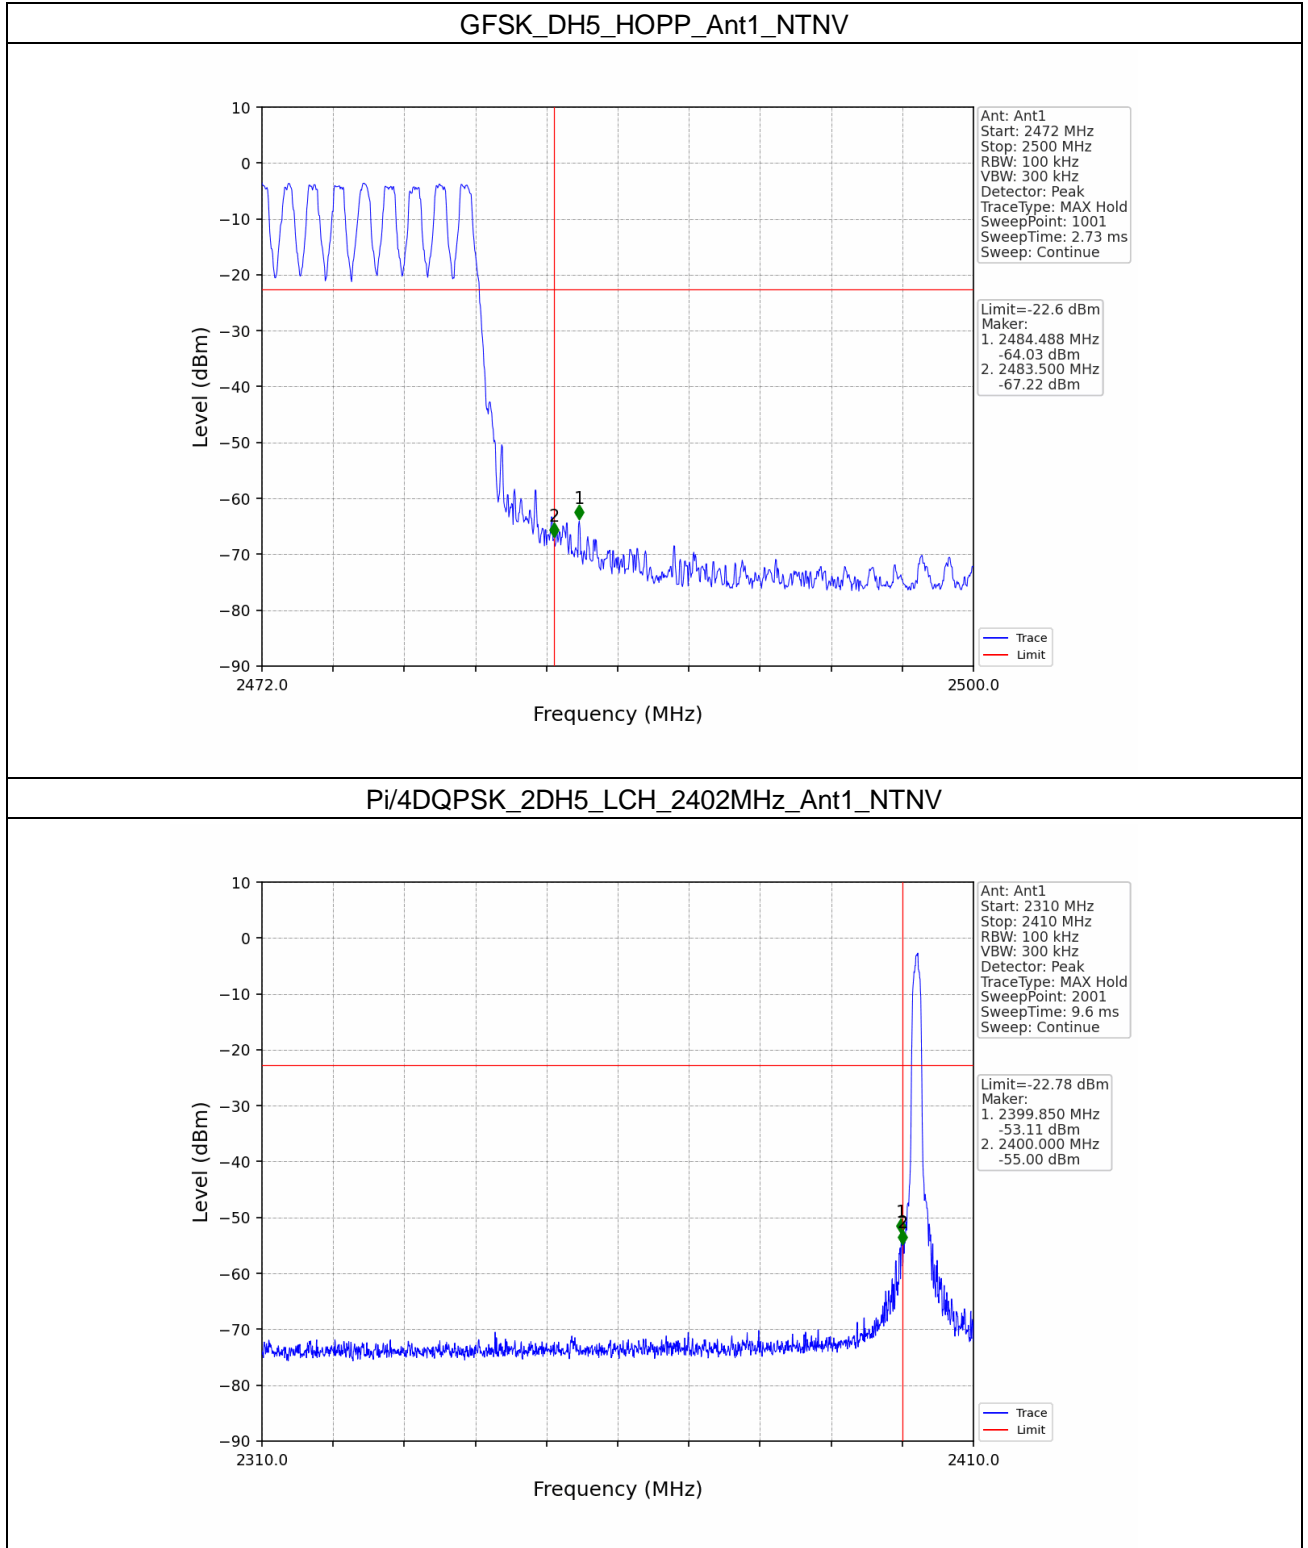 GFSK_DH5_HOPP_Ant1_NTNV
10
0
−10
−20
−30
−40
−50
−60
−70
−80
−90
Level (dBm)
2472.0
2500.0
Frequency (MHz)
1
2
Ant: Ant1
Start: 2472 MHz
Stop: 2500 MHz
RBW: 100 kHz
VBW: 300 kHz
Detector: Peak
TraceType: MAX Hold
SweepPoint: 1001
SweepTime: 2.73 ms
Sweep: Continue
Limit=-22.6 dBm
Maker:
1. 2484.488 MHz
-64.03 dBm
2. 2483.500 MHz
-67.22 dBm
Trace
Limit
Pi/4DQPSK_2DH5_LCH_2402MHz_Ant1_NTNV
10
0
−10
−20
−30
−40
−50
−60
−70
−80
−90
Level (dBm)
2310.0
2410.0
Frequency (MHz)
1
2
Ant: Ant1
Start: 2310 MHz
Stop: 2410 MHz
RBW: 100 kHz
VBW: 300 kHz
Detector: Peak
TraceType: MAX Hold
SweepPoint: 2001
SweepTime: 9.6 ms
Sweep: Continue
Limit=-22.78 dBm
Maker:
1. 2399.850 MHz
-53.11 dBm
2. 2400.000 MHz
-55.00 dBm
Trace
Limit